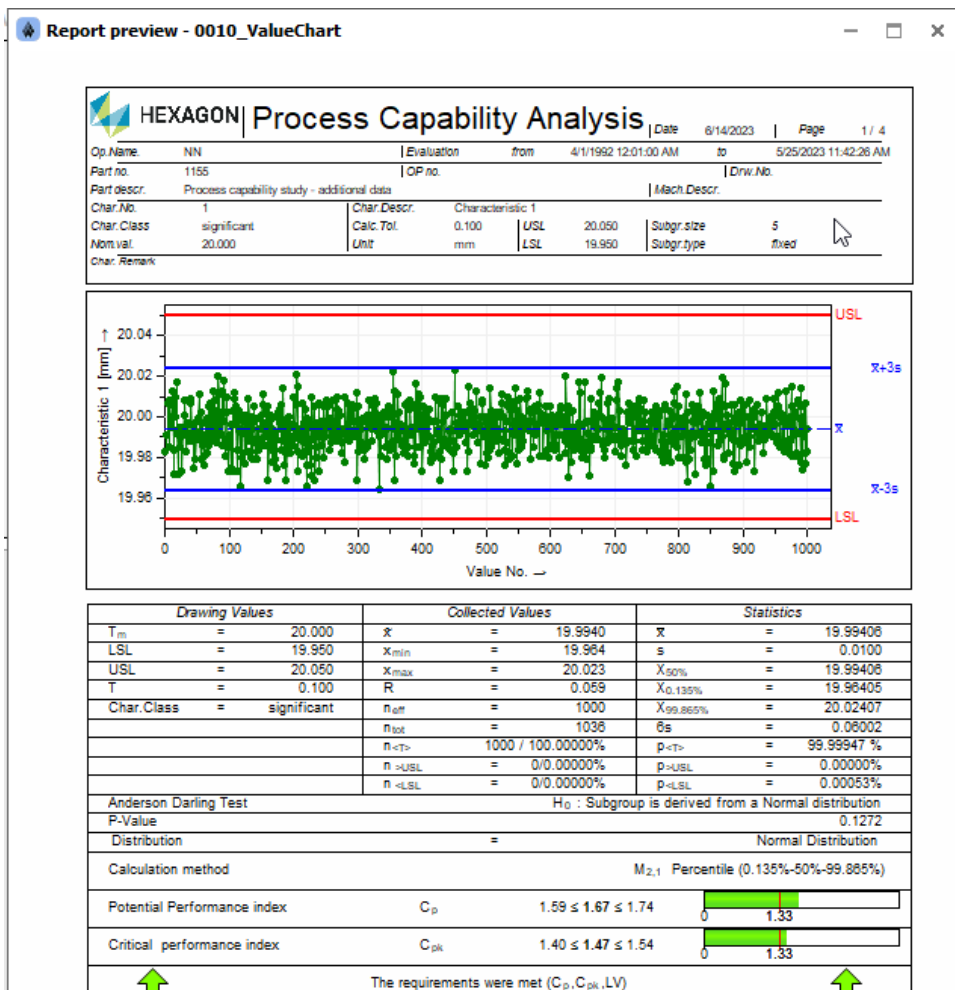 Report preview - 0010_ValueChart
HEXAGON Process Capability Analysis Date 6/14/2023 Page 1 / 4
Op.Name. N\N Evaluation from 4/1/1992 12:01:00 AM to 5/25/2023 11:42:26 AM
Part no. 1155 OP no. Drw.No.
Part descr. Process capability study - additional data Mach.Descr.
Char.No. 1 Char.Descr. Characteristic 1
Char.Class significant Calc.Tol. 0.100 USL 20.050 Subgr.size 5
Nom.val. 20.000 Unit mm LSL 19.950 Subgr.type fixed
Char. Remark
Characteristic 1 [mm] →
20.04
20.02
20.00
19.98
19.96
USL
x̅+3s
x̅
x̅-3s
LSL
0 100 200 300 400 500 600 700 800 900 1000
Value No. →
Drawing Values Collected Values Statistics
Tm = 20.000 x̃ = 19.9940 x̅ = 19.99406
LSL = 19.950 xmin = 19.964 s = 0.0100
USL = 20.050 xmax = 20.023 X50% = 19.99406
T = 0.100 R = 0.059 X0.135% = 19.96405
Char.Class = significant neff = 1000 X99.865% = 20.02407
ntot = 1036 6s = 0.06002
n<T> 1000 / 100.00000% p<T> = 99.99947 %
n >USL = 0/0.00000% p>USL = 0.00000%
n <LSL = 0/0.00000% p<LSL = 0.00053%
Anderson Darling Test H0 : Subgroup is derived from a Normal distribution
P-Value 0.1272
Distribution = Normal Distribution
Calculation method M2,1 Percentile (0.135%-50%-99.865%)
Potential Performance index Cp 1.59 ≤ 1.67 ≤ 1.74 0 1.33
Critical performance index Cpk 1.40 ≤ 1.47 ≤ 1.54 0 1.33
The requirements were met (Cp,Cpk,LV)